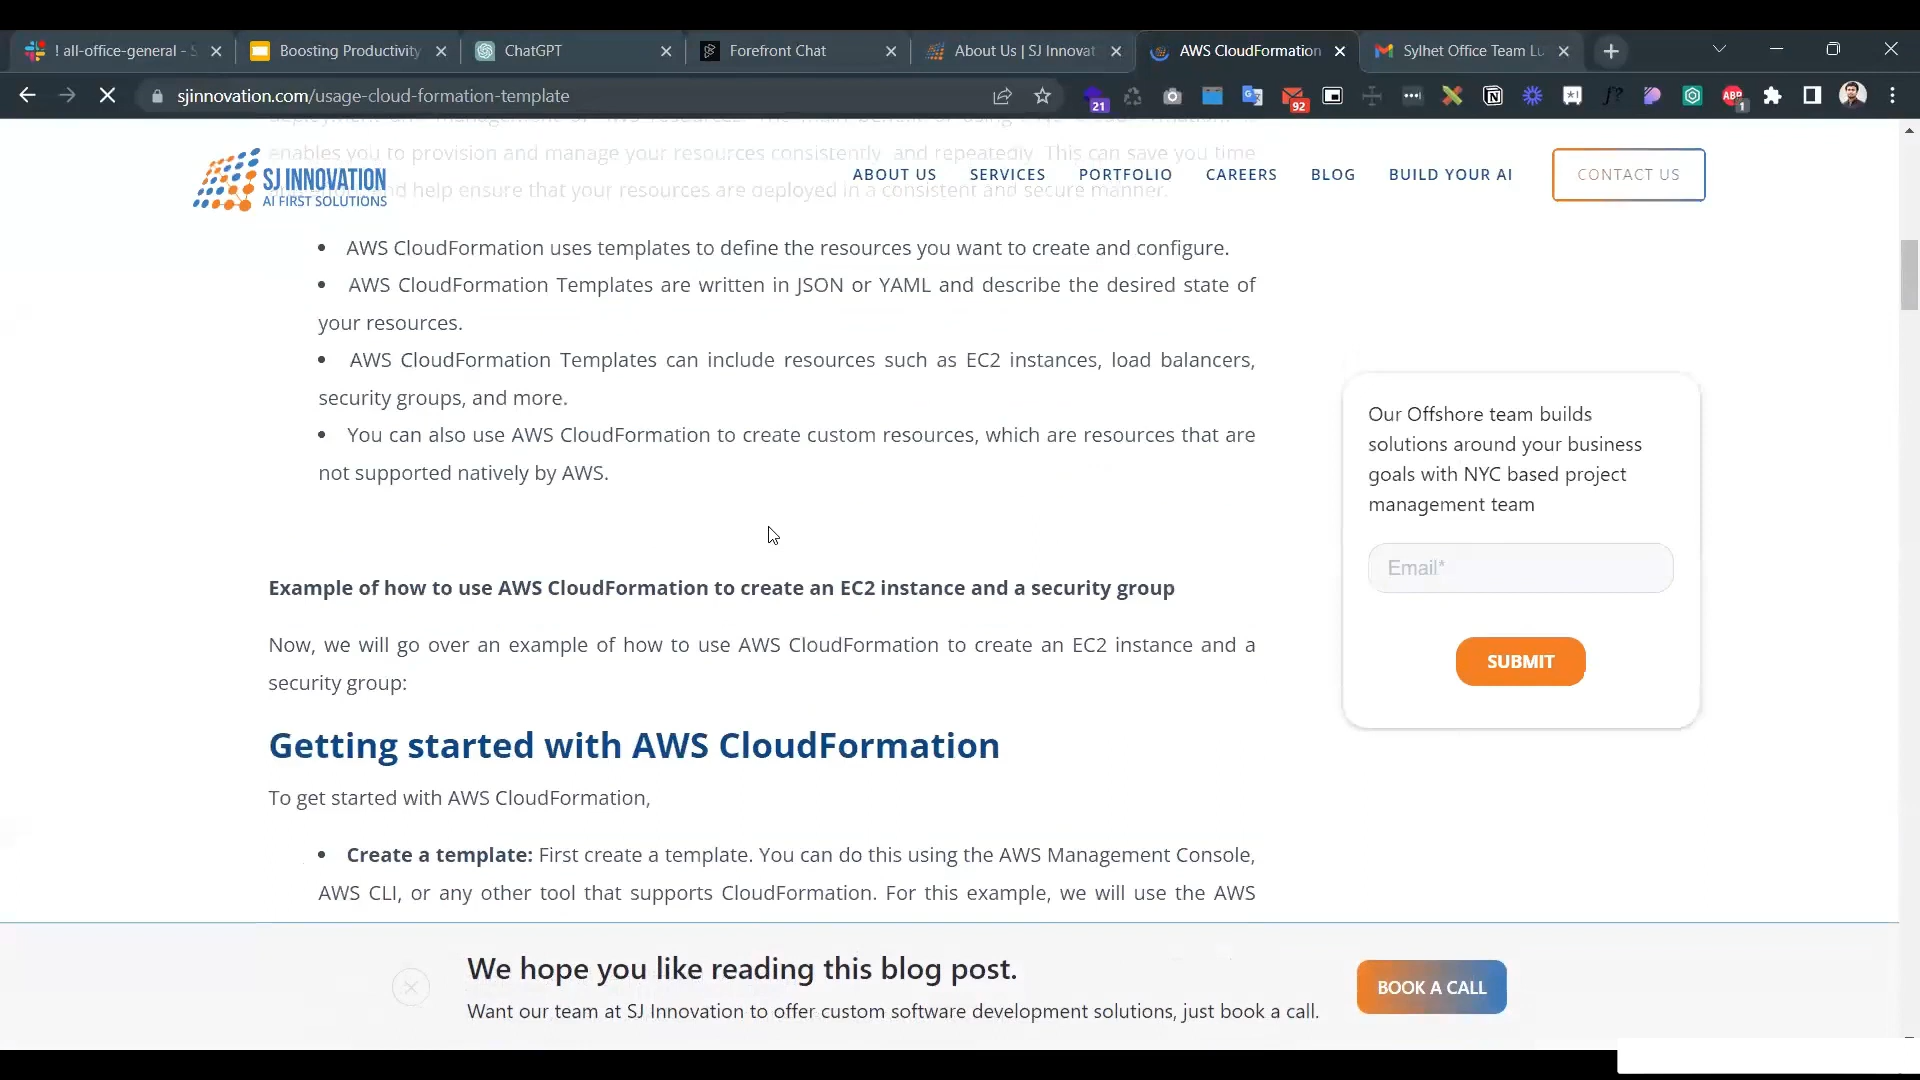 ! all-office-general - S
Boosting Productivity
ChatGPT
Forefront Chat
About Us | SJ Innovat
AWS CloudFormation
Sylhet Office Team Lu
sjinnovation.com/usage-cloud-formation-template
21
92
ABP
1
enables you to provision and manage your resources consistently and repeatedly. This can save you time
and help ensure that your resources are deployed in a consistent and secure manner.
SJ INNOVATION
AI FIRST SOLUTIONS
ABOUT US
SERVICES
PORTFOLIO
CAREERS
BLOG
BUILD YOUR AI
CONTACT US
• AWS CloudFormation uses templates to define the resources you want to create and configure.
• AWS CloudFormation Templates are written in JSON or YAML and describe the desired state of
your resources.
• AWS CloudFormation Templates can include resources such as EC2 instances, load balancers,
security groups, and more.
• You can also use AWS CloudFormation to create custom resources, which are resources that are
not supported natively by AWS.
Example of how to use AWS CloudFormation to create an EC2 instance and a security group
Now, we will go over an example of how to use AWS CloudFormation to create an EC2 instance and a
security group:
Getting started with AWS CloudFormation
To get started with AWS CloudFormation,
• Create a template: First create a template. You can do this using the AWS Management Console,
AWS CLI, or any other tool that supports CloudFormation. For this example, we will use the AWS
Our Offshore team builds
solutions around your business
goals with NYC based project
management team
Email*
SUBMIT
We hope you like reading this blog post.
Want our team at SJ Innovation to offer custom software development solutions, just book a call.
BOOK A CALL